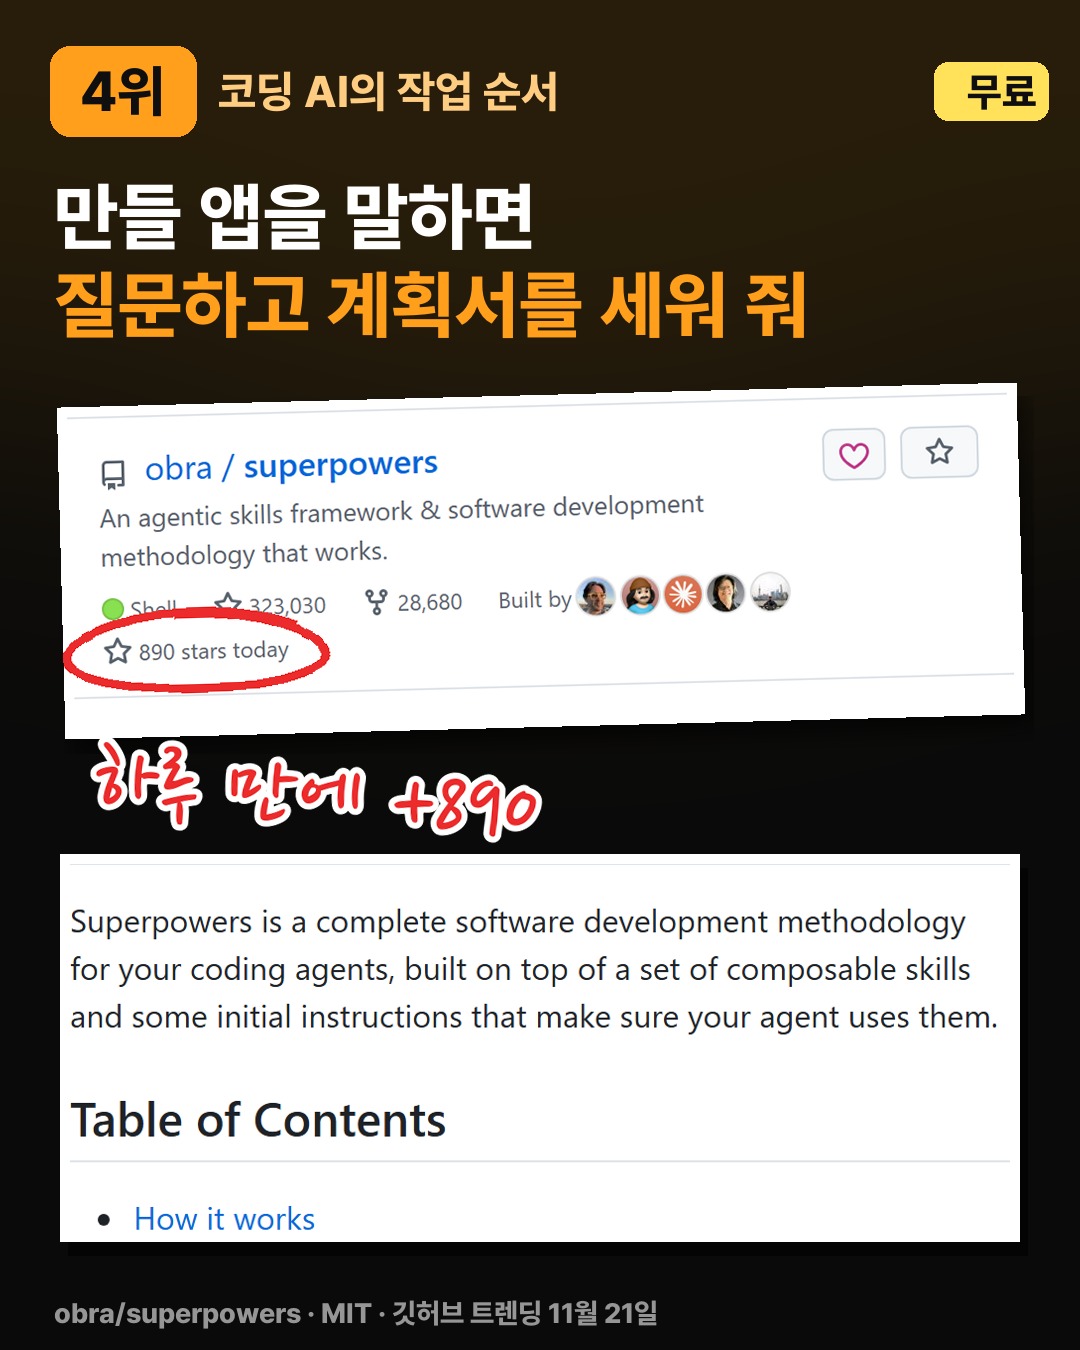 4위 코딩 AI의 작업 순서 무료
만들 앱을 말하면
질문하고 계획서를 세워 줘
obra / superpowers
An agentic skills framework & software development
methodology that works.
Shell 323,030 28,680 Built by
890 stars today
하루 만에 +890
Superpowers is a complete software development methodology
for your coding agents, built on top of a set of composable skills
and some initial instructions that make sure your agent uses them.
Table of Contents
• How it works
obra/superpowers · MIT · 깃허브 트렌딩 11월 21일